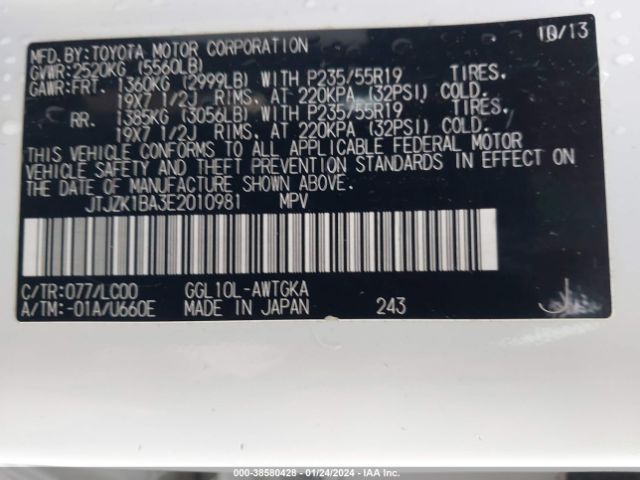 MFD.BY:TOYOTA MOTOR CORPORATION 10/13
GVWR:2520KG (5560LB)
GAWR:FRT. 1360KG (2999LB) WITH P235/55R19 TIRES.
19X7 1/2J RIMS. AT 220KPA (32PSI) COLD.
RR. 1385KG (3056LB) WITH P235/55R19 TIRES.
19X7 1/2J RIMS. AT 220KPA (32PSI) COLD.
THIS VEHICLE CONFORMS TO ALL APPLICABLE FEDERAL MOTOR
VEHICLE SAFETY AND THEFT PREVENTION STANDARDS IN EFFECT ON
THE DATE OF MANUFACTURE SHOWN ABOVE.
JTJZK1BA3E2010981 MPV
C/TR:077/LC00 GGL10L-AWTGKA
A/TM:-01A/U660E MADE IN JAPAN 243
000-38580428 - 01/24/2024 - IAA Inc.